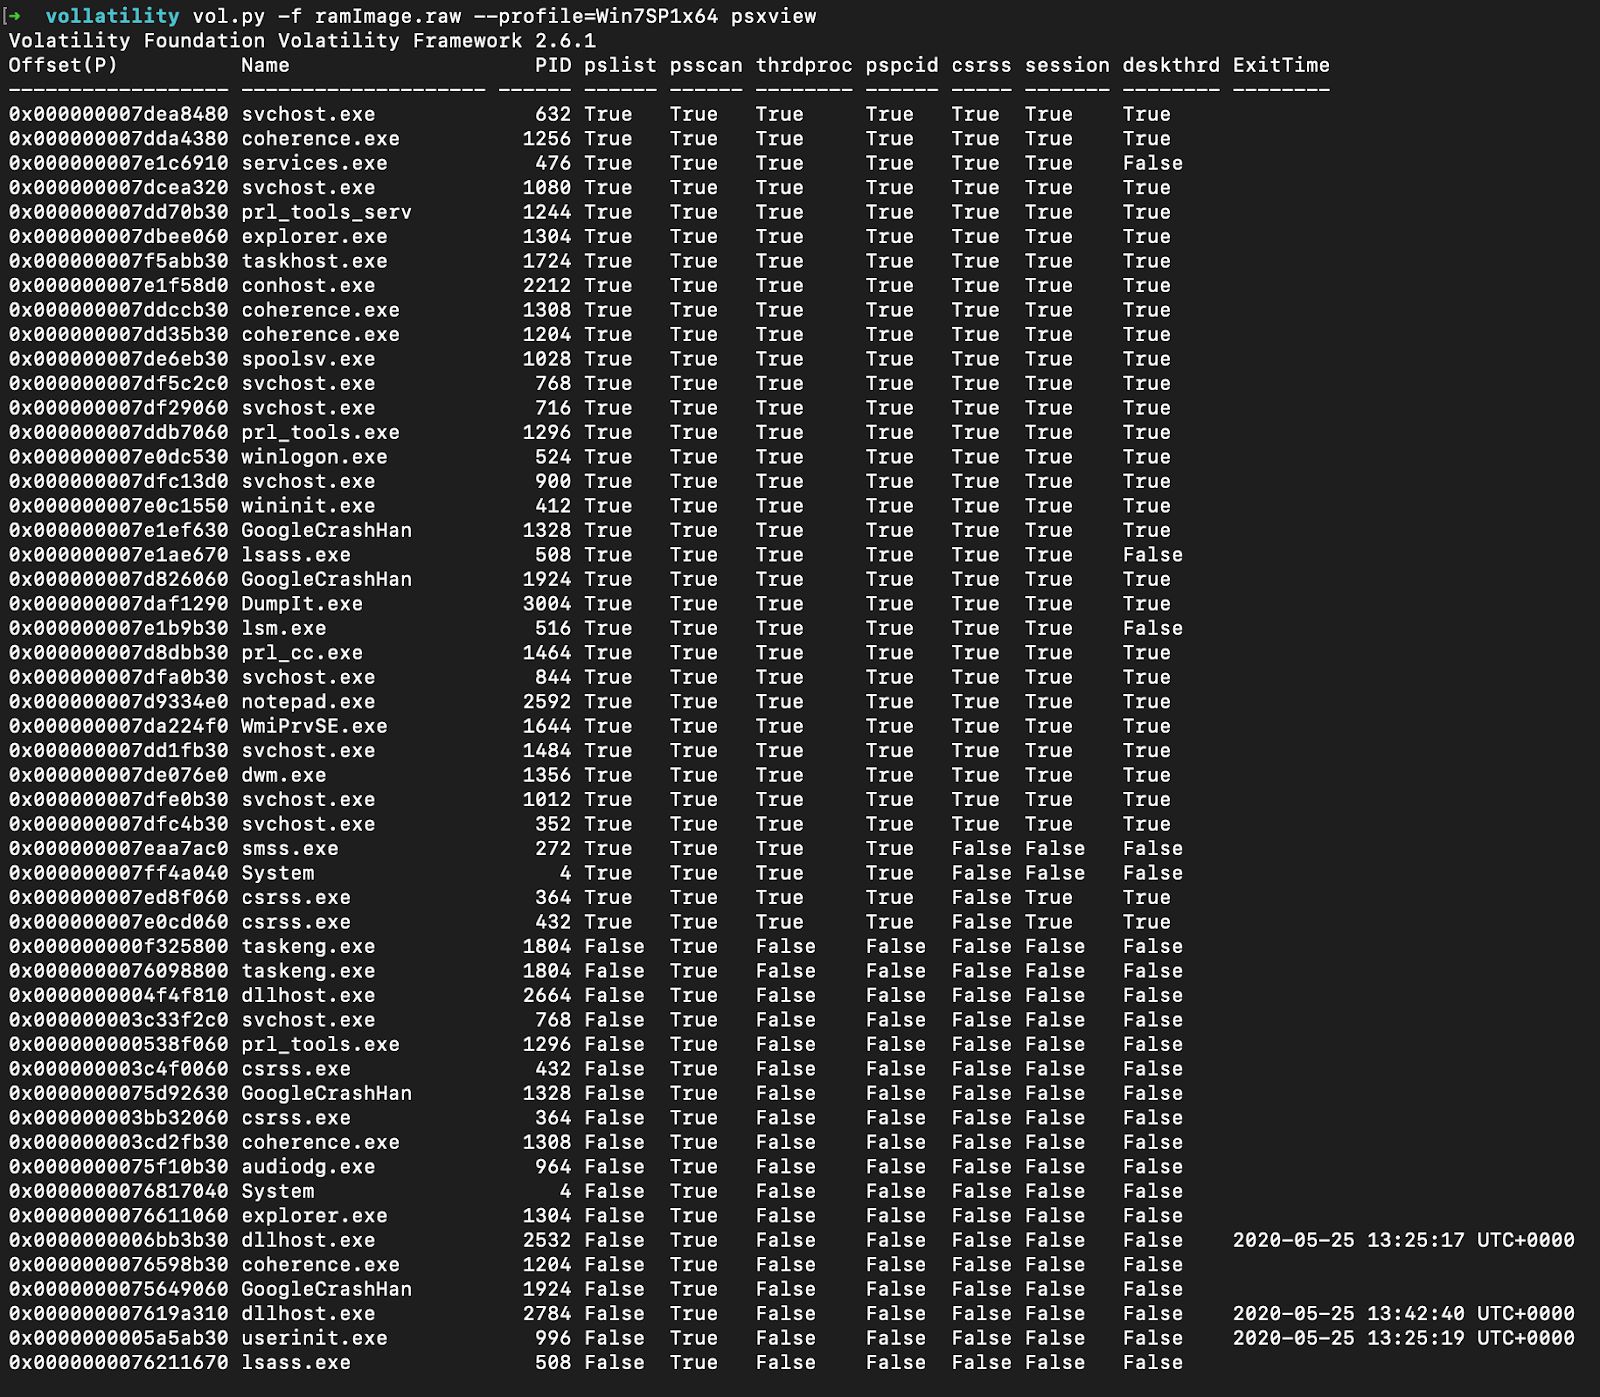 [➜  vollatility vol.py -f ramImage.raw --profile=Win7SP1x64 psxview
Volatility Foundation Volatility Framework 2.6.1
Offset(P)          Name                    PID pslist psscan thrdproc pspcid csrss session deskthrd ExitTime
------------------ -------------------- ------ ------ ------ -------- ------ ----- ------- -------- --------
0x000000007dea8480 svchost.exe             632 True   True   True     True   True  True    True
0x000000007dda4380 coherence.exe          1256 True   True   True     True   True  True    True
0x000000007e1c6910 services.exe            476 True   True   True     True   True  True    False
0x000000007dcea320 svchost.exe            1080 True   True   True     True   True  True    True
0x000000007dd70b30 prl_tools_serv         1244 True   True   True     True   True  True    True
0x000000007dbee060 explorer.exe           1304 True   True   True     True   True  True    True
0x000000007f5abb30 taskhost.exe           1724 True   True   True     True   True  True    True
0x000000007e1f58d0 conhost.exe            2212 True   True   True     True   True  True    True
0x000000007ddccb30 coherence.exe          1308 True   True   True     True   True  True    True
0x000000007dd35b30 coherence.exe          1204 True   True   True     True   True  True    True
0x000000007de6eb30 spoolsv.exe            1028 True   True   True     True   True  True    True
0x000000007df5c2c0 svchost.exe             768 True   True   True     True   True  True    True
0x000000007df29060 svchost.exe             716 True   True   True     True   True  True    True
0x000000007ddb7060 prl_tools.exe          1296 True   True   True     True   True  True    True
0x000000007e0dc530 winlogon.exe            524 True   True   True     True   True  True    True
0x000000007dfc13d0 svchost.exe             900 True   True   True     True   True  True    True
0x000000007e0c1550 wininit.exe             412 True   True   True     True   True  True    True
0x000000007e1ef630 GoogleCrashHan         1328 True   True   True     True   True  True    True
0x000000007e1ae670 lsass.exe               508 True   True   True     True   True  True    False
0x000000007d826060 GoogleCrashHan         1924 True   True   True     True   True  True    True
0x000000007daf1290 DumpIt.exe             3004 True   True   True     True   True  True    True
0x000000007e1b9b30 lsm.exe                 516 True   True   True     True   True  True    False
0x000000007d8dbb30 prl_cc.exe             1464 True   True   True     True   True  True    True
0x000000007dfa0b30 svchost.exe             844 True   True   True     True   True  True    True
0x000000007d9334e0 notepad.exe            2592 True   True   True     True   True  True    True
0x000000007da224f0 WmiPrvSE.exe           1644 True   True   True     True   True  True    True
0x000000007dd1fb30 svchost.exe            1484 True   True   True     True   True  True    True
0x000000007de076e0 dwm.exe                1356 True   True   True     True   True  True    True
0x000000007dfe0b30 svchost.exe            1012 True   True   True     True   True  True    True
0x000000007dfc4b30 svchost.exe             352 True   True   True     True   True  True    True
0x000000007eaa7ac0 smss.exe                272 True   True   True     True   False False   False
0x000000007ff4a040 System                    4 True   True   True     True   False False   False
0x000000007ed8f060 csrss.exe               364 True   True   True     True   False True    True
0x000000007e0cd060 csrss.exe               432 True   True   True     True   False True    True
0x000000000f325800 taskeng.exe            1804 False  True   False    False  False False   False
0x0000000076098800 taskeng.exe            1804 False  True   False    False  False False   False
0x0000000004f4f810 dllhost.exe            2664 False  True   False    False  False False   False
0x000000003c33f2c0 svchost.exe             768 False  True   False    False  False False   False
0x000000000538f060 prl_tools.exe          1296 False  True   False    False  False False   False
0x000000003c4f0060 csrss.exe               432 False  True   False    False  False False   False
0x0000000075d92630 GoogleCrashHan         1328 False  True   False    False  False False   False
0x000000003bb32060 csrss.exe               364 False  True   False    False  False False   False
0x000000003cd2fb30 coherence.exe          1308 False  True   False    False  False False   False
0x0000000075f10b30 audiodg.exe             964 False  True   False    False  False False   False
0x0000000076817040 System                    4 False  True   False    False  False False   False
0x0000000076611060 explorer.exe           1304 False  True   False    False  False False   False
0x0000000006bb3b30 dllhost.exe            2532 False  True   False    False  False False   False    2020-05-25 13:25:17 UTC+0000
0x0000000076598b30 coherence.exe          1204 False  True   False    False  False False   False
0x0000000075649060 GoogleCrashHan         1924 False  True   False    False  False False   False
0x000000007619a310 dllhost.exe            2784 False  True   False    False  False False   False    2020-05-25 13:42:40 UTC+0000
0x0000000005a5ab30 userinit.exe            996 False  True   False    False  False False   False    2020-05-25 13:25:19 UTC+0000
0x0000000076211670 lsass.exe               508 False  True   False    False  False False   False